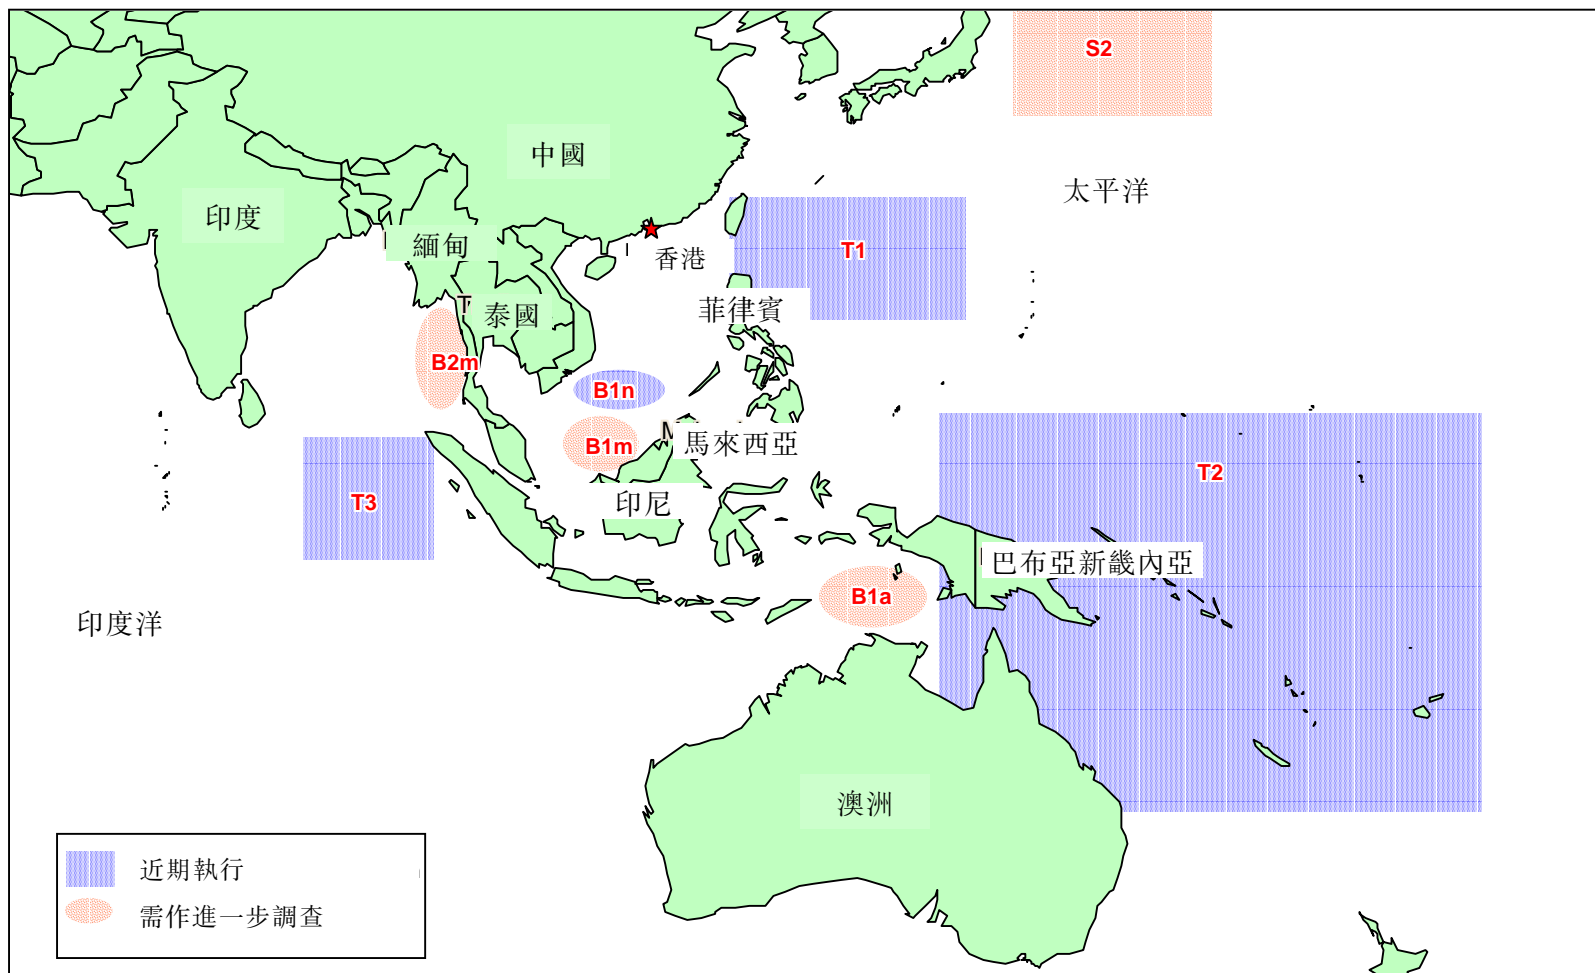 S2
中國
太平洋
印度
緬甸
香港
T1
T
泰國
菲律賓
B2m
B1n
M
馬來西亞
B1m
T2
T3
印尼
巴布亞新畿內亞
B1a
印度洋
澳洲
近期執行
需作進一步調查